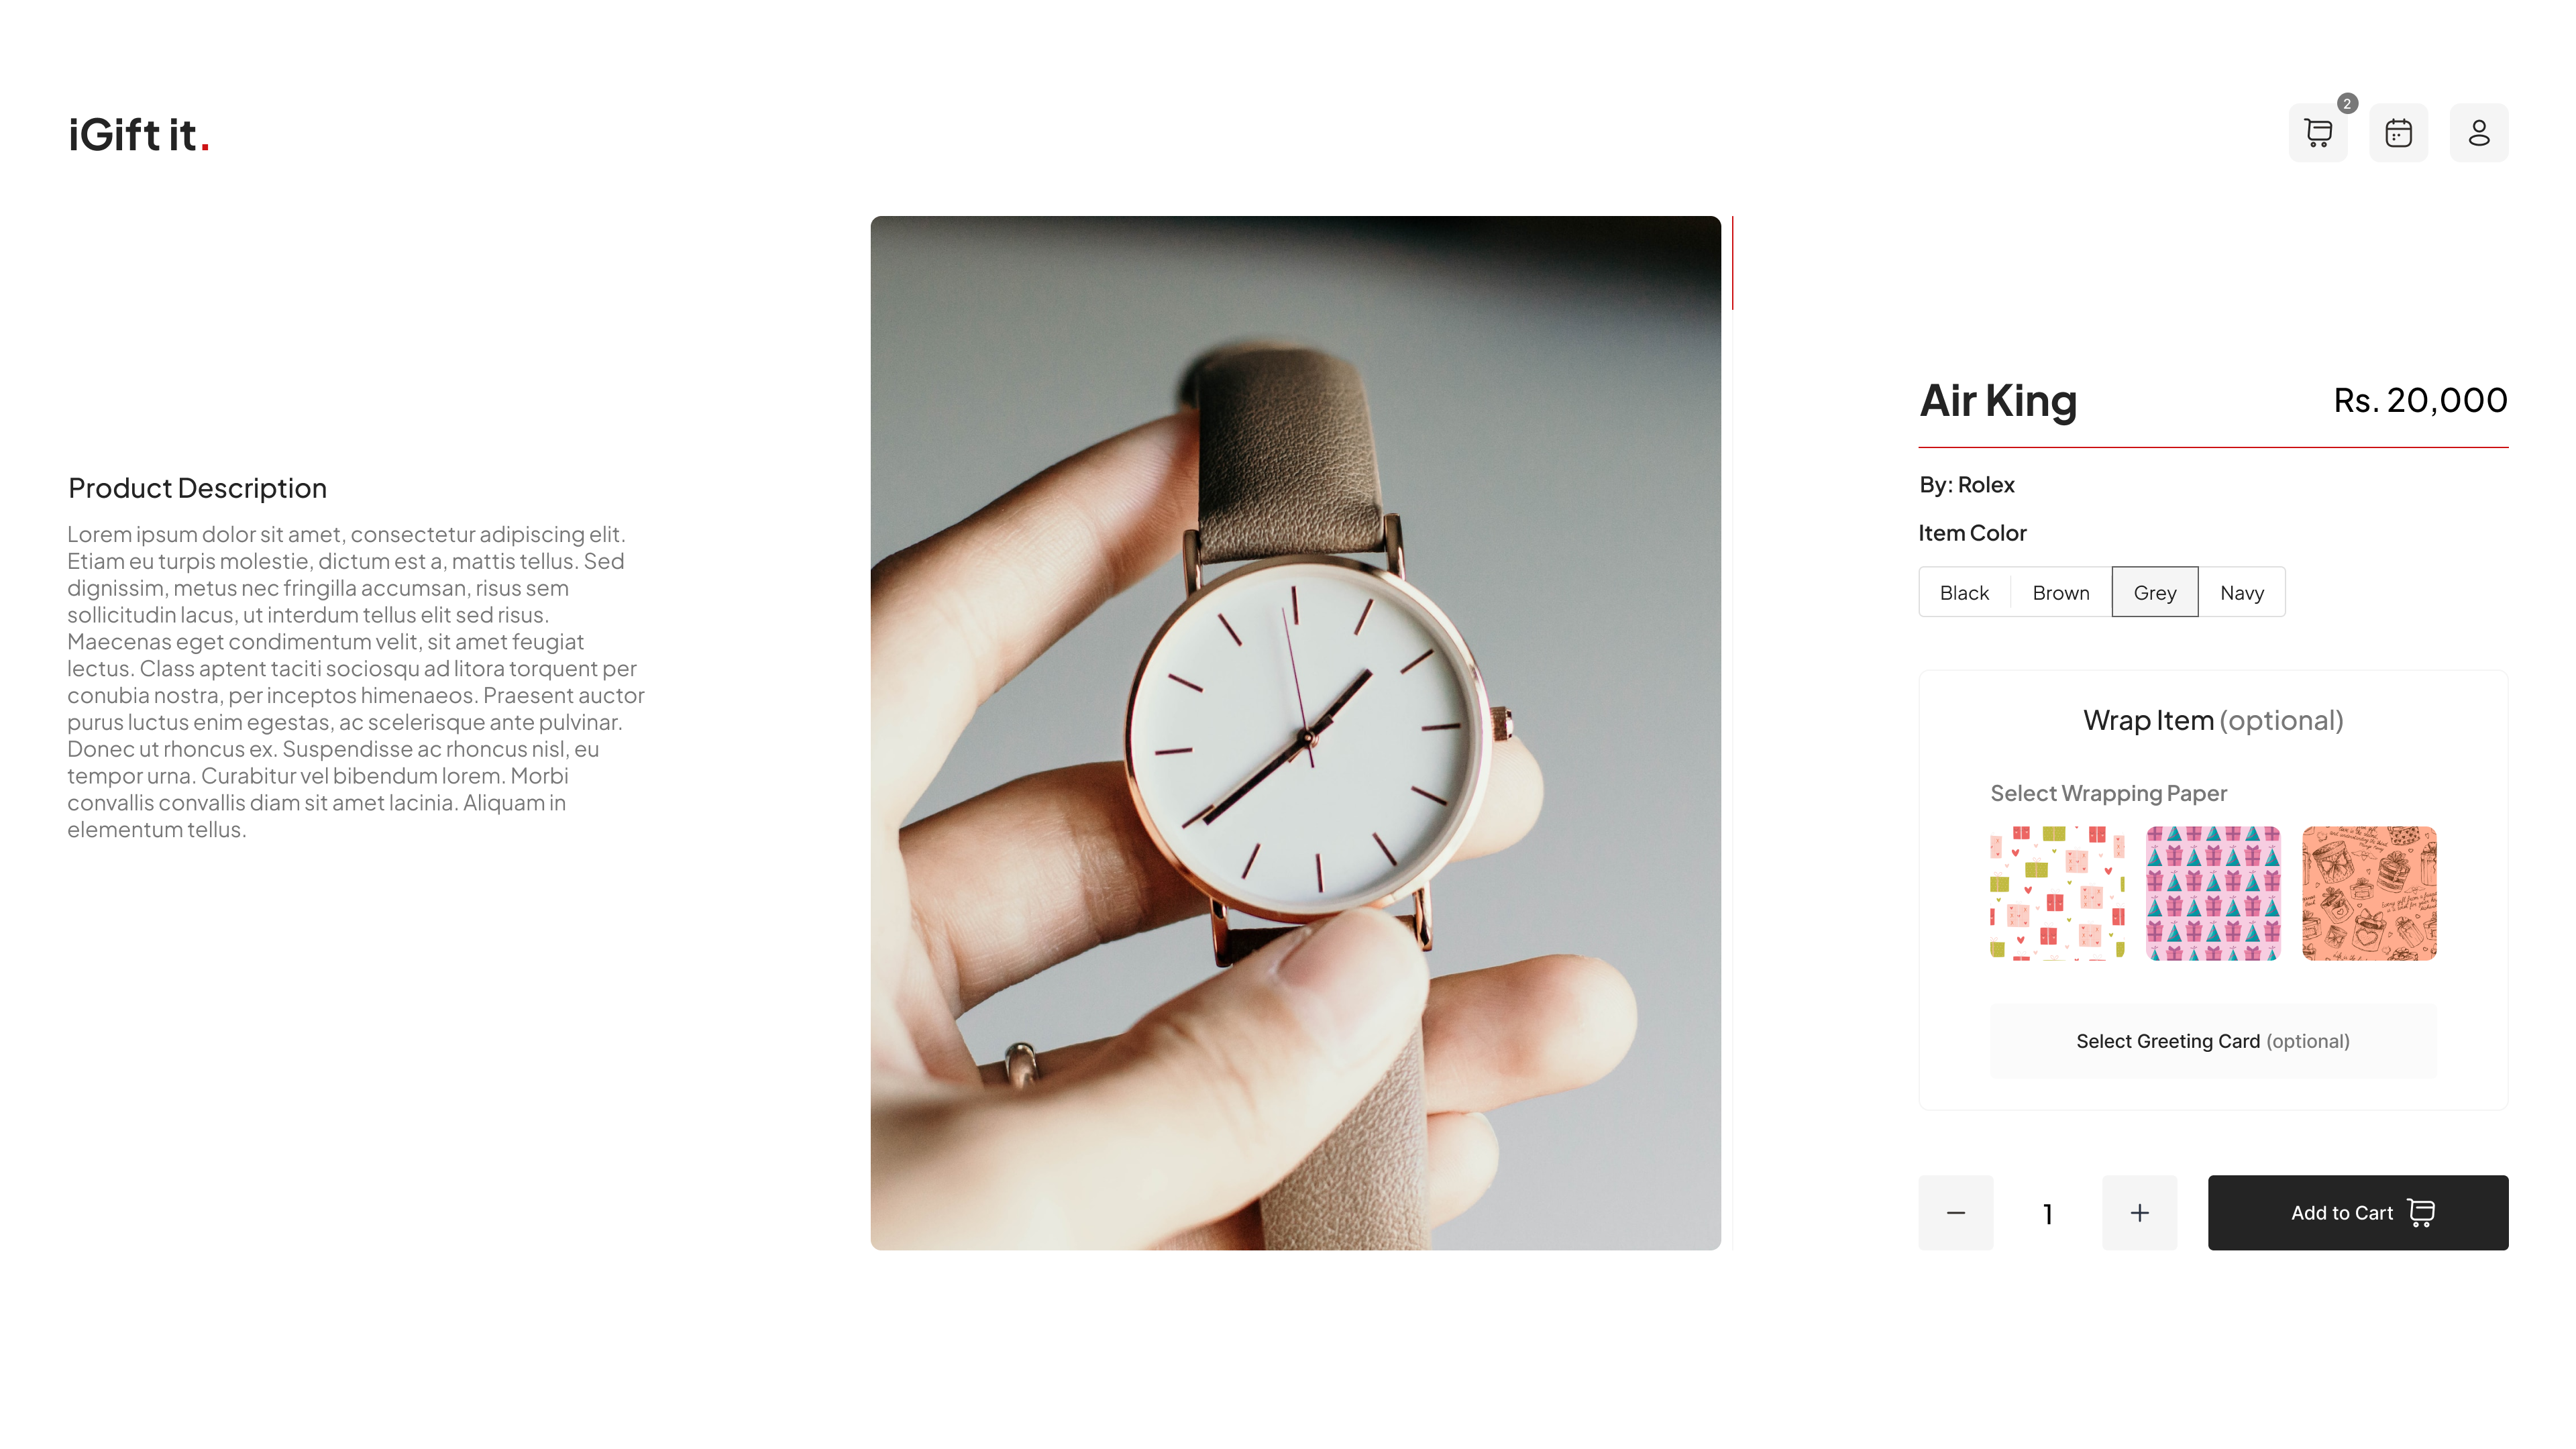 iGift it.
2
Product Description
Lorem ipsum dolor sit amet, consectetur adipiscing elit.
Etiam eu turpis molestie, dictum est a, mattis tellus. Sed
dignissim, metus nec fringilla accumsan, risus sem
sollicitudin lacus, ut interdum tellus elit sed risus.
Maecenas eget condimentum velit, sit amet feugiat
lectus. Class aptent taciti sociosqu ad litora torquent per
conubia nostra, per inceptos himenaeos. Praesent auctor
purus luctus enim egestas, ac scelerisque ante pulvinar.
Donec ut rhoncus ex. Suspendisse ac rhoncus nisl, eu
tempor urna. Curabitur vel bibendum lorem. Morbi
convallis convallis diam sit amet lacinia. Aliquam in
elementum tellus.
Air King Rs. 20,000
By: Rolex
Item Color
Black Brown Grey Navy
Wrap Item (optional)
Select Wrapping Paper
Select Greeting Card (optional)
1
Add to Cart